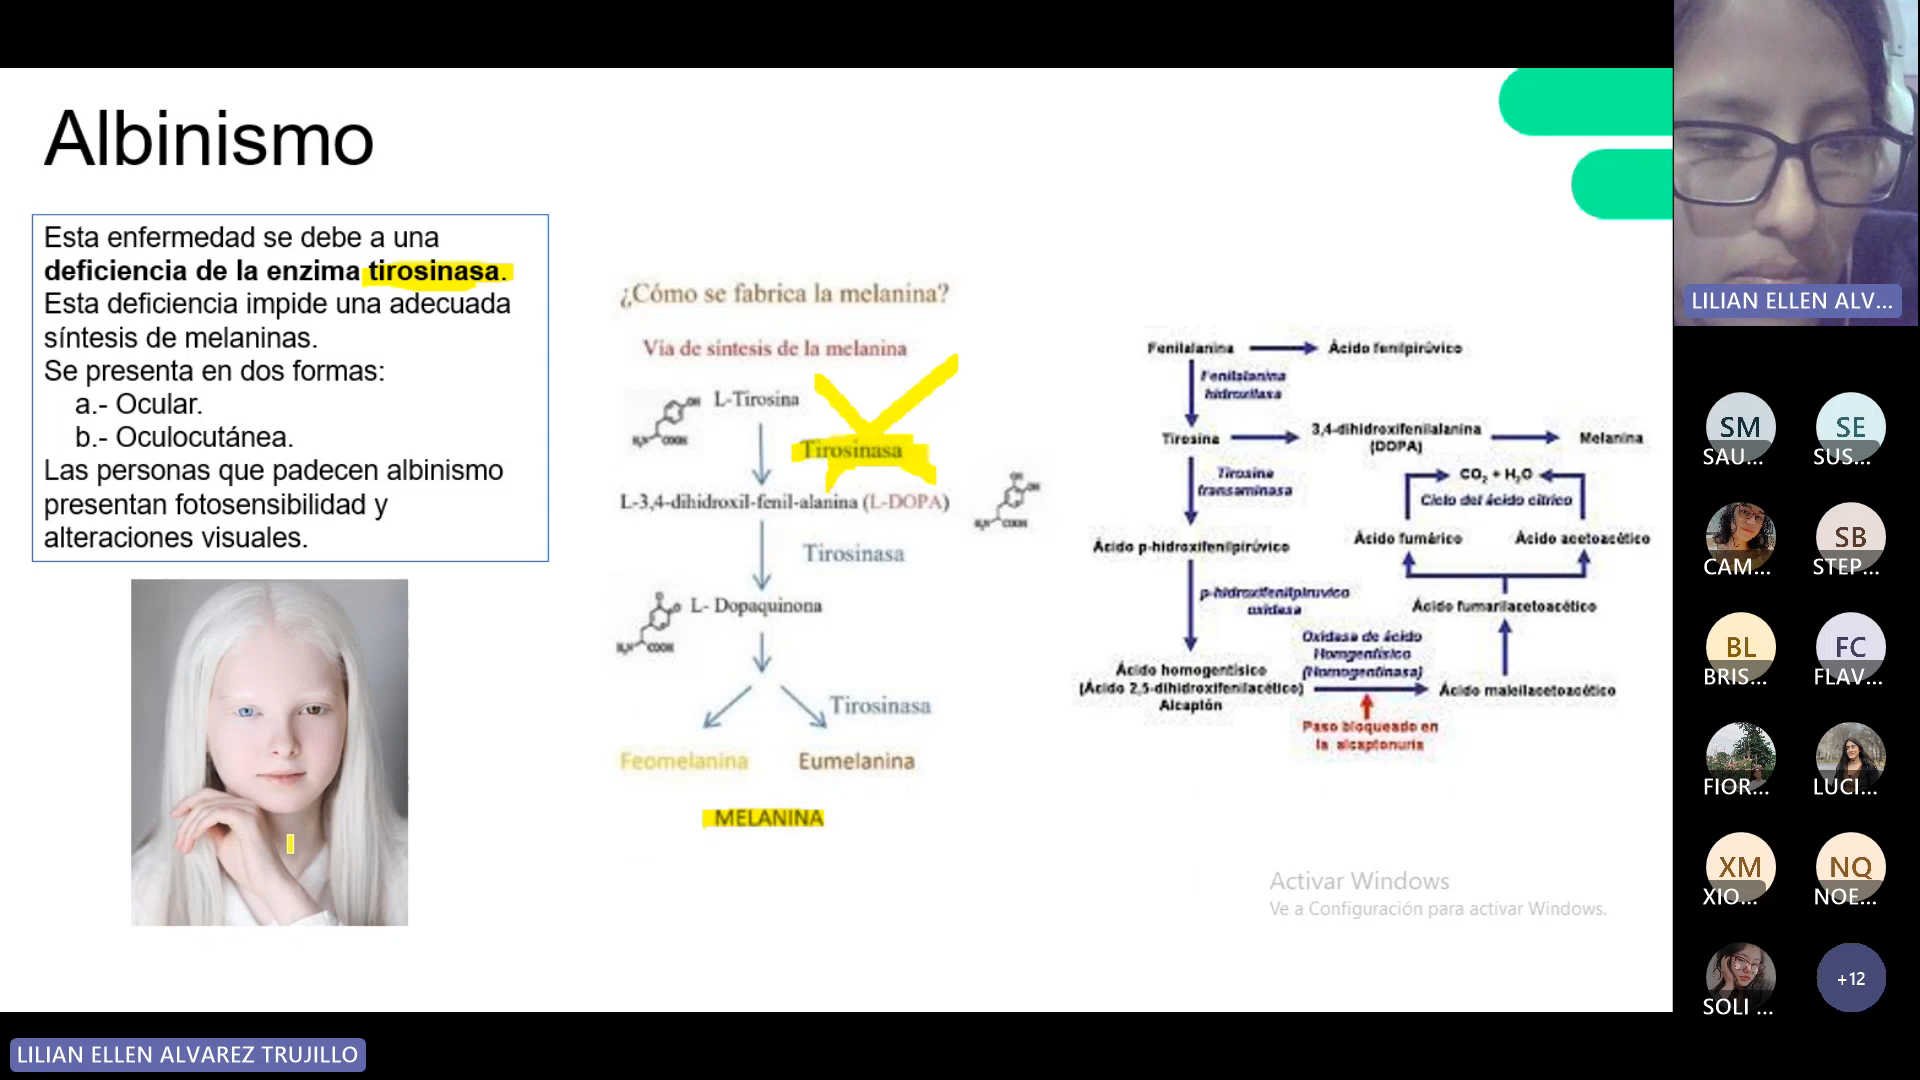 Albinismo
Esta enfermedad se debe a una
deficiencia de la enzima tirosinasa.
Esta deficiencia impide una adecuada
síntesis de melaninas.
Se presenta en dos formas:
a.- Ocular.
b.- Oculocutánea.
Las personas que padecen albinismo
presentan fotosensibilidad y
alteraciones visuales.
¿Cómo se fabrica la melanina?
Via de síntesis de la melanina
L-Tirosina
Tirosinasa
L-3,4-dihidroxil-fenil-alanina (L-DOPA)
Tirosinasa
L- Dopaquinona
Tirosinasa
Feomelanina
Eumelanina
MELANINA
Fenilalanina
Ácido fenilpirúvico
Fenilalanina
hidroxilasa
Tirosina
3,4-dihidroxifenilalanina
(DOPA)
Melanina
Tirosina
transaminasa
CO₂ + H₂O
Ciclo del ácido cítrico
Ácido p-hidroxifenilpirúvico
Ácido fumárico
Ácido acetoacético
p-hidroxifenilpiruvico
oxidasa
Ácido fumarilacetoacético
Oxidasa de ácido
Homgentísico
(Homogentinasa)
Ácido homogentísico
(Ácido 2,5-dihidroxifenilacético)
Alcaptón
Ácido maleilacetoacético
Paso bloqueado en
la alcaptonuria
Activar Windows
Ve a Configuración para activar Windows.
LILIAN ELLEN ALV...
SM
SAU...
SE
SUS...
CAM...
SB
STEP...
BL
BRIS...
FC
FLAV...
FIOR...
LUCI...
XM
XIO...
NQ
NOE...
SOLI ...
+12
LILIAN ELLEN ALVAREZ TRUJILLO